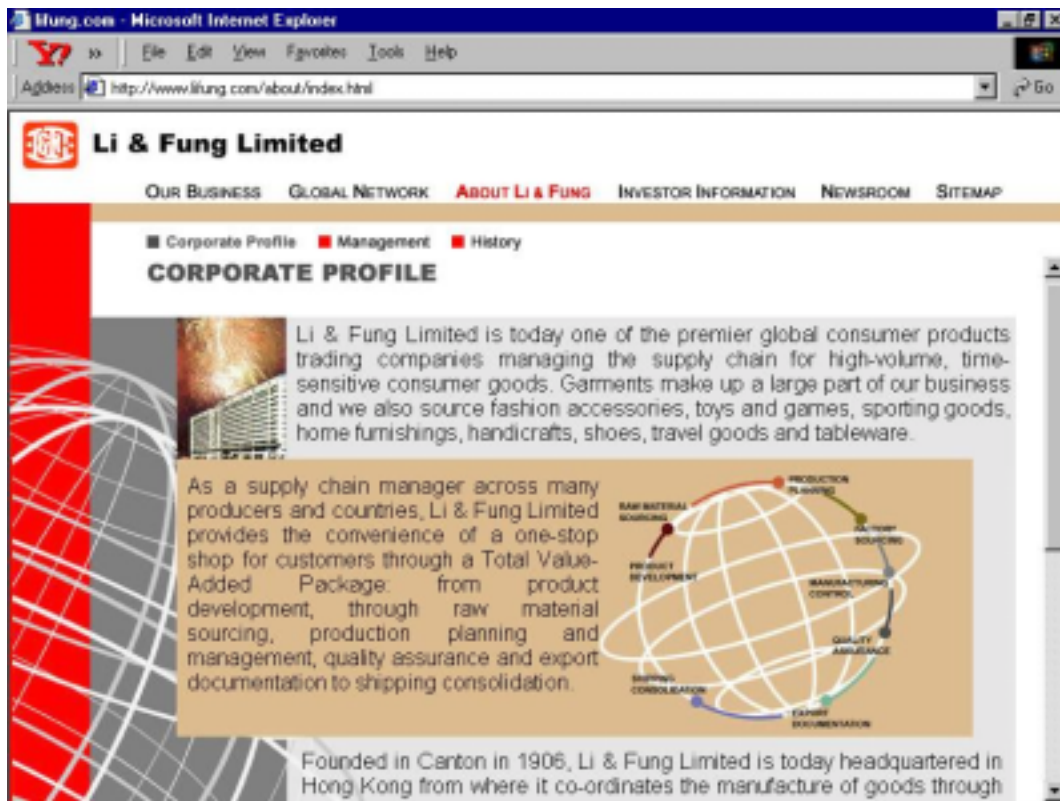 lifung.com - Microsoft Internet Explorer
Y! » File Edit View Favorites Tools Help
Address http://www.lifung.com/about/index.html Go
Li & Fung Limited
OUR BUSINESS GLOBAL NETWORK ABOUT LI & FUNG INVESTOR INFORMATION NEWSROOM SITEMAP
Corporate Profile Management History
CORPORATE PROFILE
Li & Fung Limited is today one of the premier global consumer products
trading companies managing the supply chain for high-volume, time-
sensitive consumer goods. Garments make up a large part of our business
and we also source fashion accessories, toys and games, sporting goods,
home furnishings, handicrafts, shoes, travel goods and tableware.
As a supply chain manager across many
producers and countries, Li & Fung Limited
provides the convenience of a one-stop
shop for customers through a Total Value-
Added Package: from product
development, through raw material
sourcing, production planning and
management, quality assurance and export
documentation to shipping consolidation.
PRODUCTION
PLANNING
RAW MATERIAL
SOURCING
FACTORY
SOURCING
PRODUCT
DEVELOPMENT
MANUFACTURING
CONTROL
QUALITY
ASSURANCE
SHIPPING
CONSOLIDATION
EXPORT
DOCUMENTATION
Founded in Canton in 1906, Li & Fung Limited is today headquartered in
Hong Kong from where it co-ordinates the manufacture of goods through